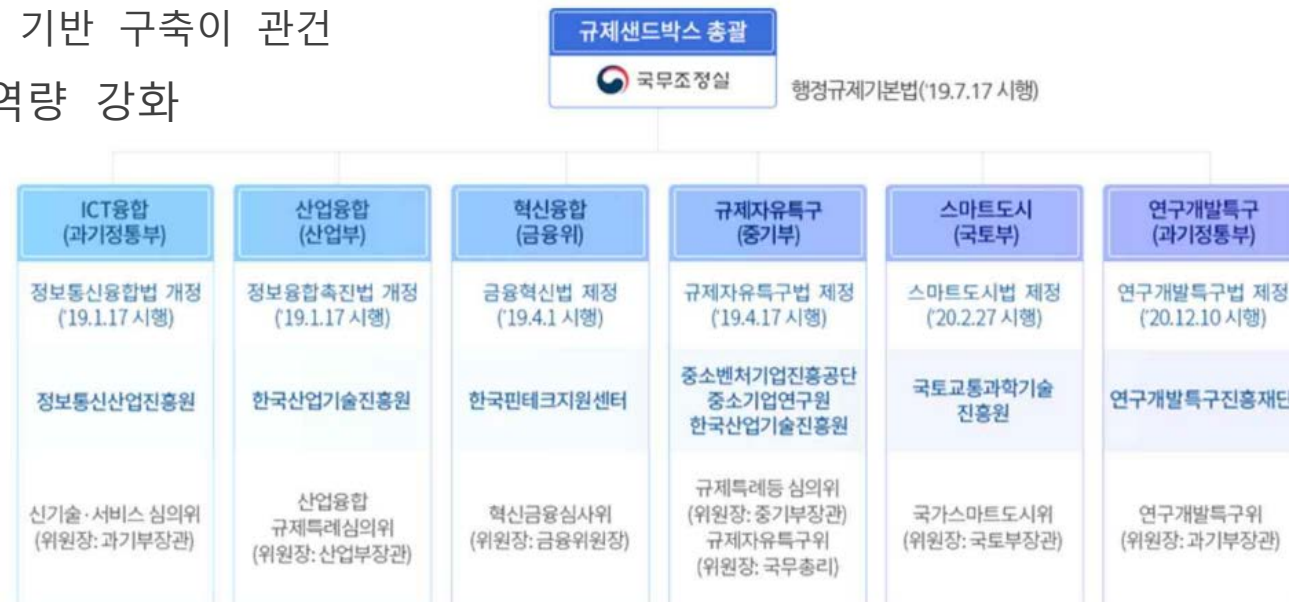 기반 구축이 관건
역량 강화
규제샌드박스 총괄
국무조정실
행정규제기본법('19.7.17 시행)
ICT융합
(과기정통부)
정보통신융합법 개정
('19.1.17 시행)
정보통신산업진흥원
신기술·서비스 심의위
(위원장: 과기부장관)
산업융합
(산업부)
정보융합촉진법 개정
('19.1.17 시행)
한국산업기술진흥원
산업융합
규제특례심의위
(위원장: 산업부장관)
혁신융합
(금융위)
금융혁신법 제정
('19.4.1 시행)
한국핀테크지원센터
혁신금융심사위
(위원장: 금융위원장)
규제자유특구
(중기부)
규제자유특구법 제정
('19.4.17 시행)
중소벤처기업진흥공단
중소기업연구원
한국산업기술진흥원
규제특례등 심의위
(위원장: 중기부장관)
규제자유특구위
(위원장: 국무총리)
스마트도시
(국토부)
스마트도시법 제정
('20.2.27 시행)
국토교통과학기술
진흥원
국가스마트도시위
(위원장: 국토부장관)
연구개발특구
(과기정통부)
연구개발특구법 제정
('20.12.10 시행)
연구개발특구진흥재단
연구개발특구위
(위원장: 과기부장관)